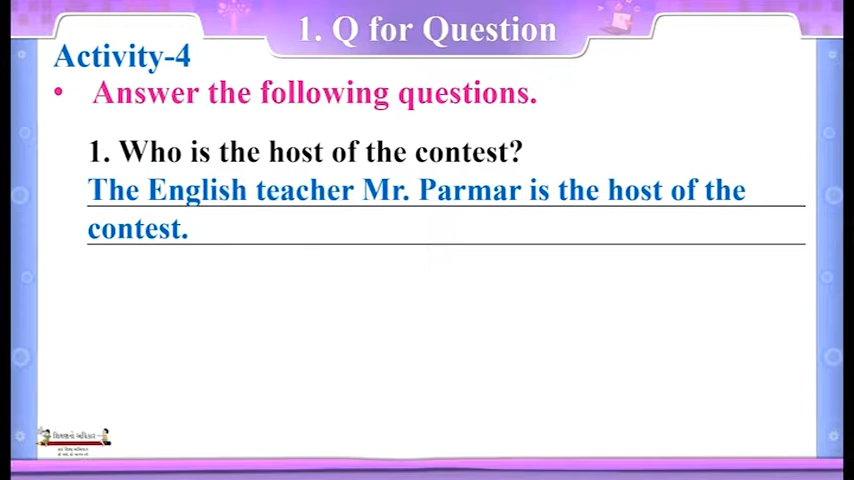 1. Q for Question
Activity-4
• Answer the following questions.
1. Who is the host of the contest?
The English teacher Mr. Parmar is the host of the
contest.